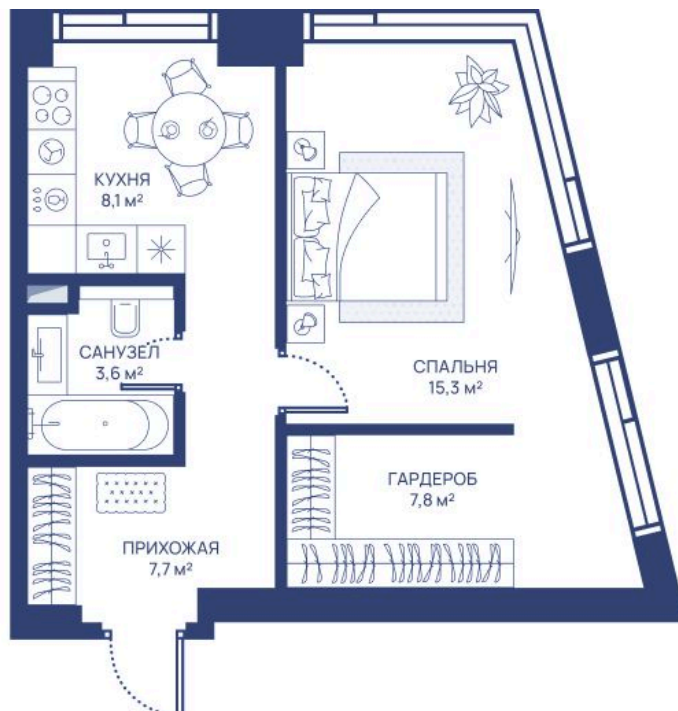 КУХНЯ
8,1 м²
САНУЗЕЛ
3,6 м²
СПАЛЬНЯ
15,3 м²
ГАРДЕРОБ
7,8 м²
ПРИХОЖАЯ
7,7 м²